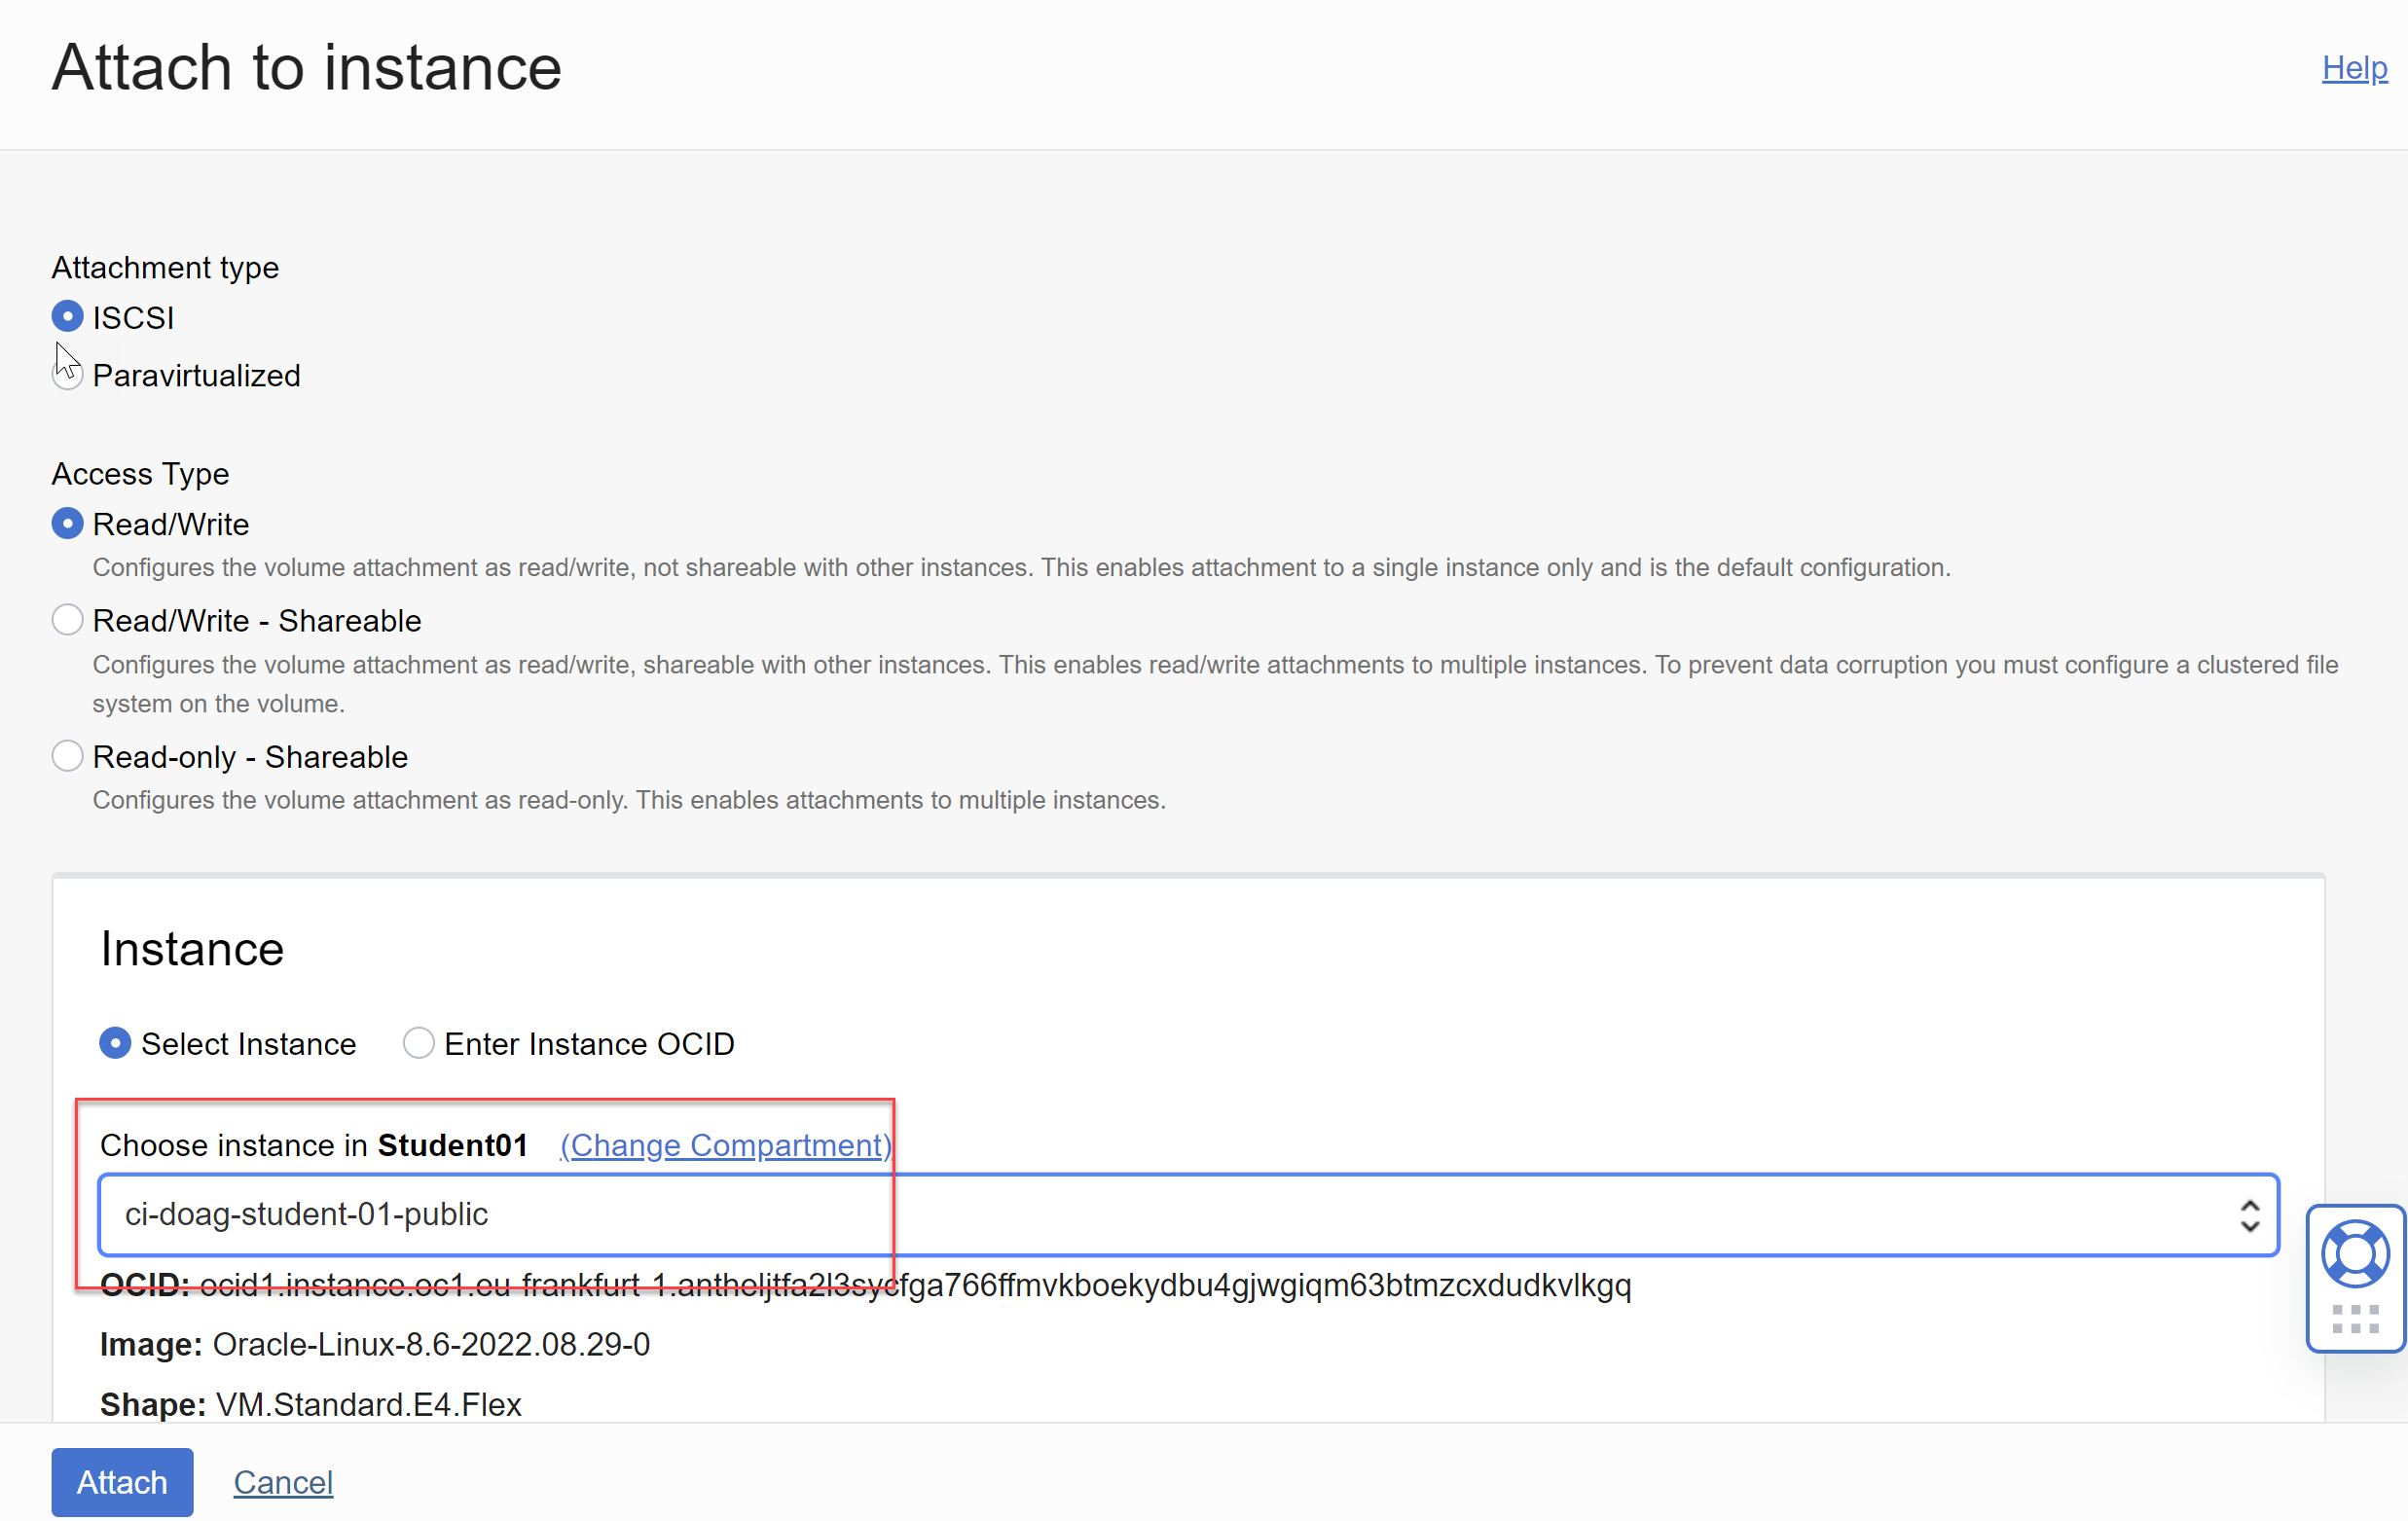 Attach to instance
Help
Attachment type
ISCSI
Paravirtualized
Access Type
Read/Write
Configures the volume attachment as read/write, not shareable with other instances. This enables attachment to a single instance only and is the default configuration.
Read/Write - Shareable
Configures the volume attachment as read/write, shareable with other instances. This enables read/write attachments to multiple instances. To prevent data corruption you must configure a clustered file
system on the volume.
Read-only - Shareable
Configures the volume attachment as read-only. This enables attachments to multiple instances.
Instance
Select Instance Enter Instance OCID
Choose instance in Student01 (Change Compartment)
ci-doag-student-01-public
OCID: ocid1.instance.oc1.eu-frankfurt-1.antheljtfa2l3sycfga766ffmvkboekydbu4gjwgiqm63btmzcxdudkvlkgq
Image: Oracle-Linux-8.6-2022.08.29-0
Shape: VM.Standard.E4.Flex
Attach Cancel